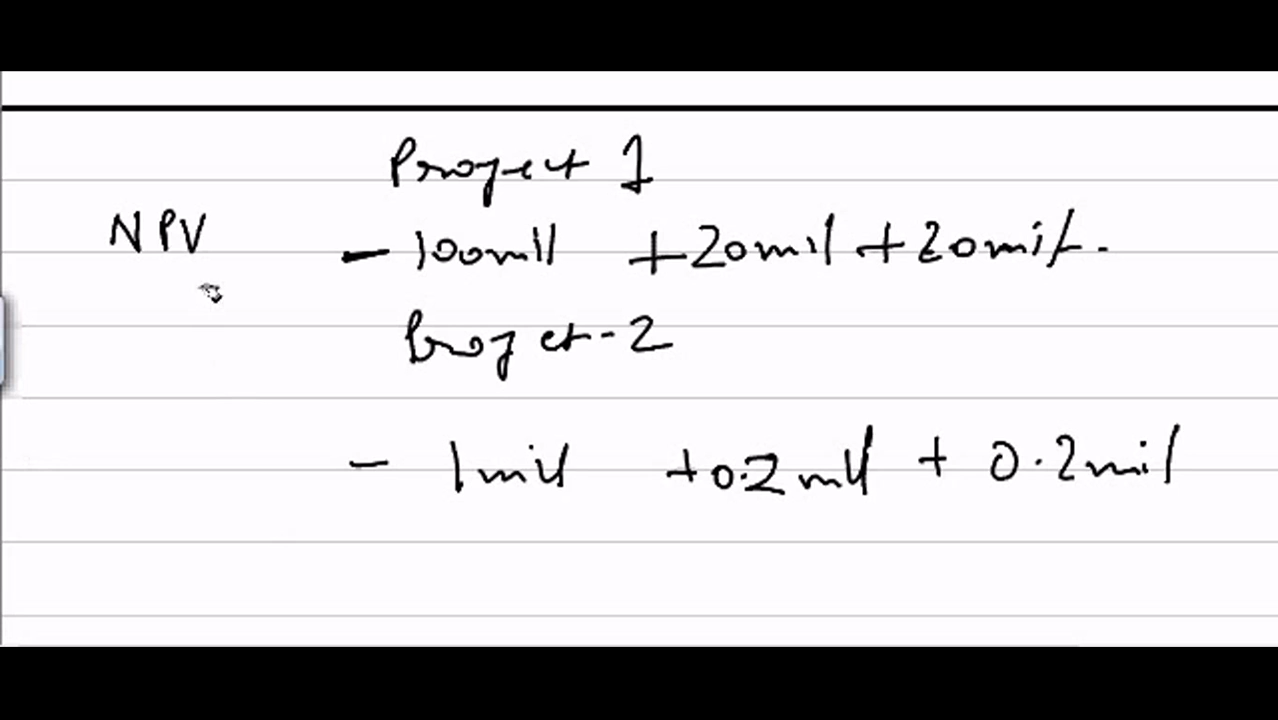 Project 1
NPV - 100mil +20mil +20mil.
Project-2
- 1mil +0.2mil + 0.2mil